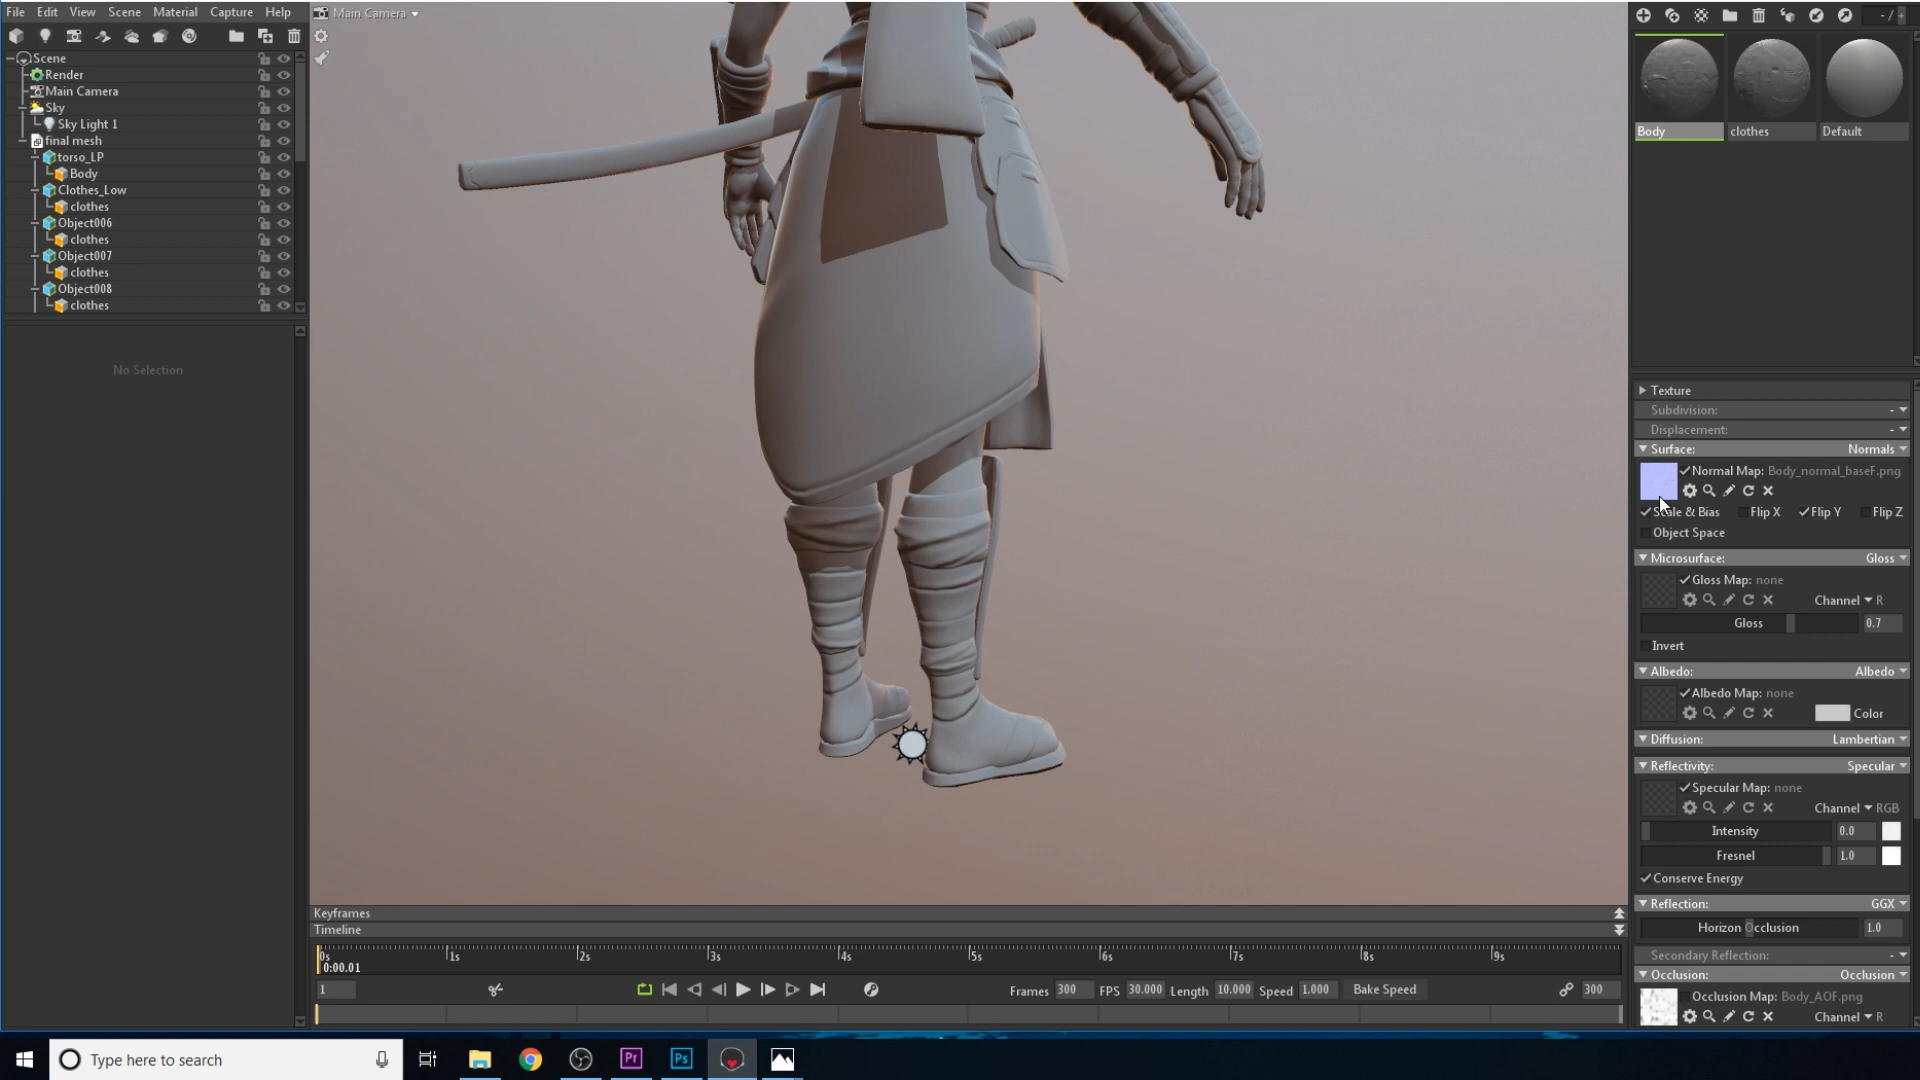 File Edit View Scene Material Capture Help
Main Camera
- /
Scene
Render
Main Camera
Sky
Sky Light 1
final mesh
torso_LP
Body
Clothes_Low
clothes
Object006
clothes
Object007
clothes
Object008
clothes
No Selection
Body clothes Default
Texture
Subdivision: -
Displacement: -
Surface: Normals
Normal Map: Body_normal_baseF.png
Scale & Bias Flip X Flip Y Flip Z
Object Space
Microsurface: Gloss
Gloss Map: none
Channel R
Gloss 0.7
Invert
Albedo: Albedo
Albedo Map: none
Color
Diffusion: Lambertian
Reflectivity: Specular
Specular Map: none
Channel RGB
Intensity 0.0
Fresnel 1.0
Conserve Energy
Reflection: GGX
Horizon Occlusion 1.0
Secondary Reflection: -
Occlusion: Occlusion
Occlusion Map: Body_AOF.png
Channel R
Keyframes
Timeline
0s 1s 2s 3s 4s 5s 6s 7s 8s 9s
0:00.01
1 Frames 300 FPS 30.000 Length 10.000 Speed 1.000 Bake Speed 300
Type here to search
Pr Ps